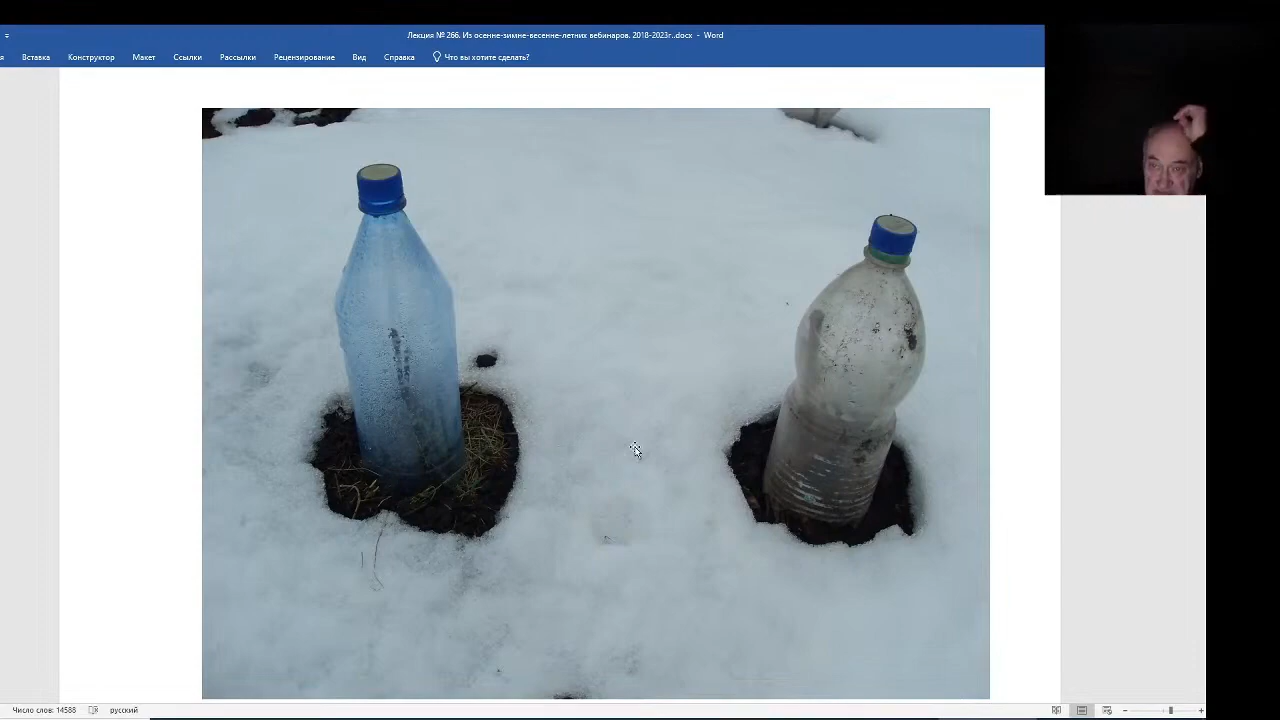 Лекция № 266. Из осенне-зимне-весенне-летних вебинаров. 2018-2023г..docx - Word
Вставка Конструктор Макет Ссылки Рассылки Рецензирование Вид Справка Что вы хотите сделать?
Число слов: 14588 русский